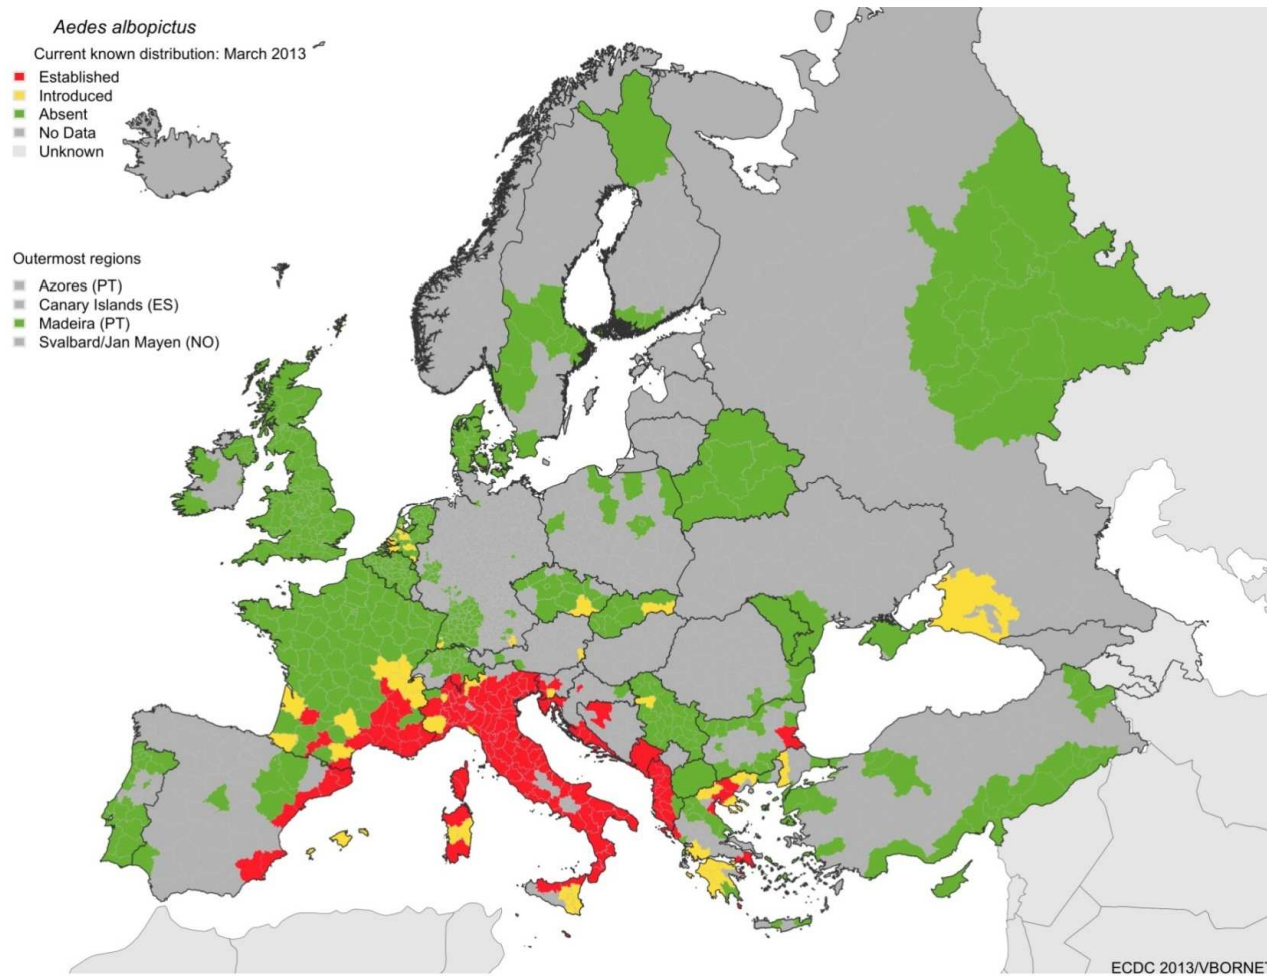 Aedes albopictus
Current known distribution: March 2013
Established
Introduced
Absent
No Data
Unknown
Outermost regions
Azores (PT)
Canary Islands (ES)
Madeira (PT)
Svalbard/Jan Mayen (NO)
ECDC 2013/VBORNET